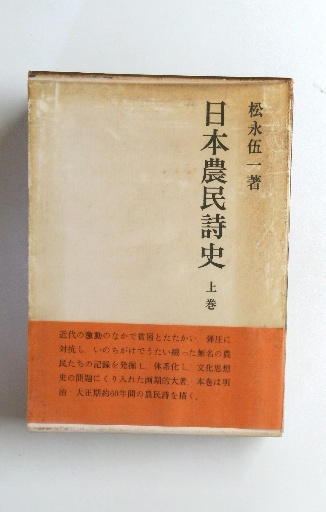 松永伍一著
日本農民詩史
上巻
近代の激動のなかで貧困とたたかい 弾圧に
対抗し いのちがけでうたい綴った無名の農
民たちの記録を発掘し 体系化し 文化思想
史の問題にくり入れた画期的大著 本巻は明
治・大正期約60年間の農民詩を描く。